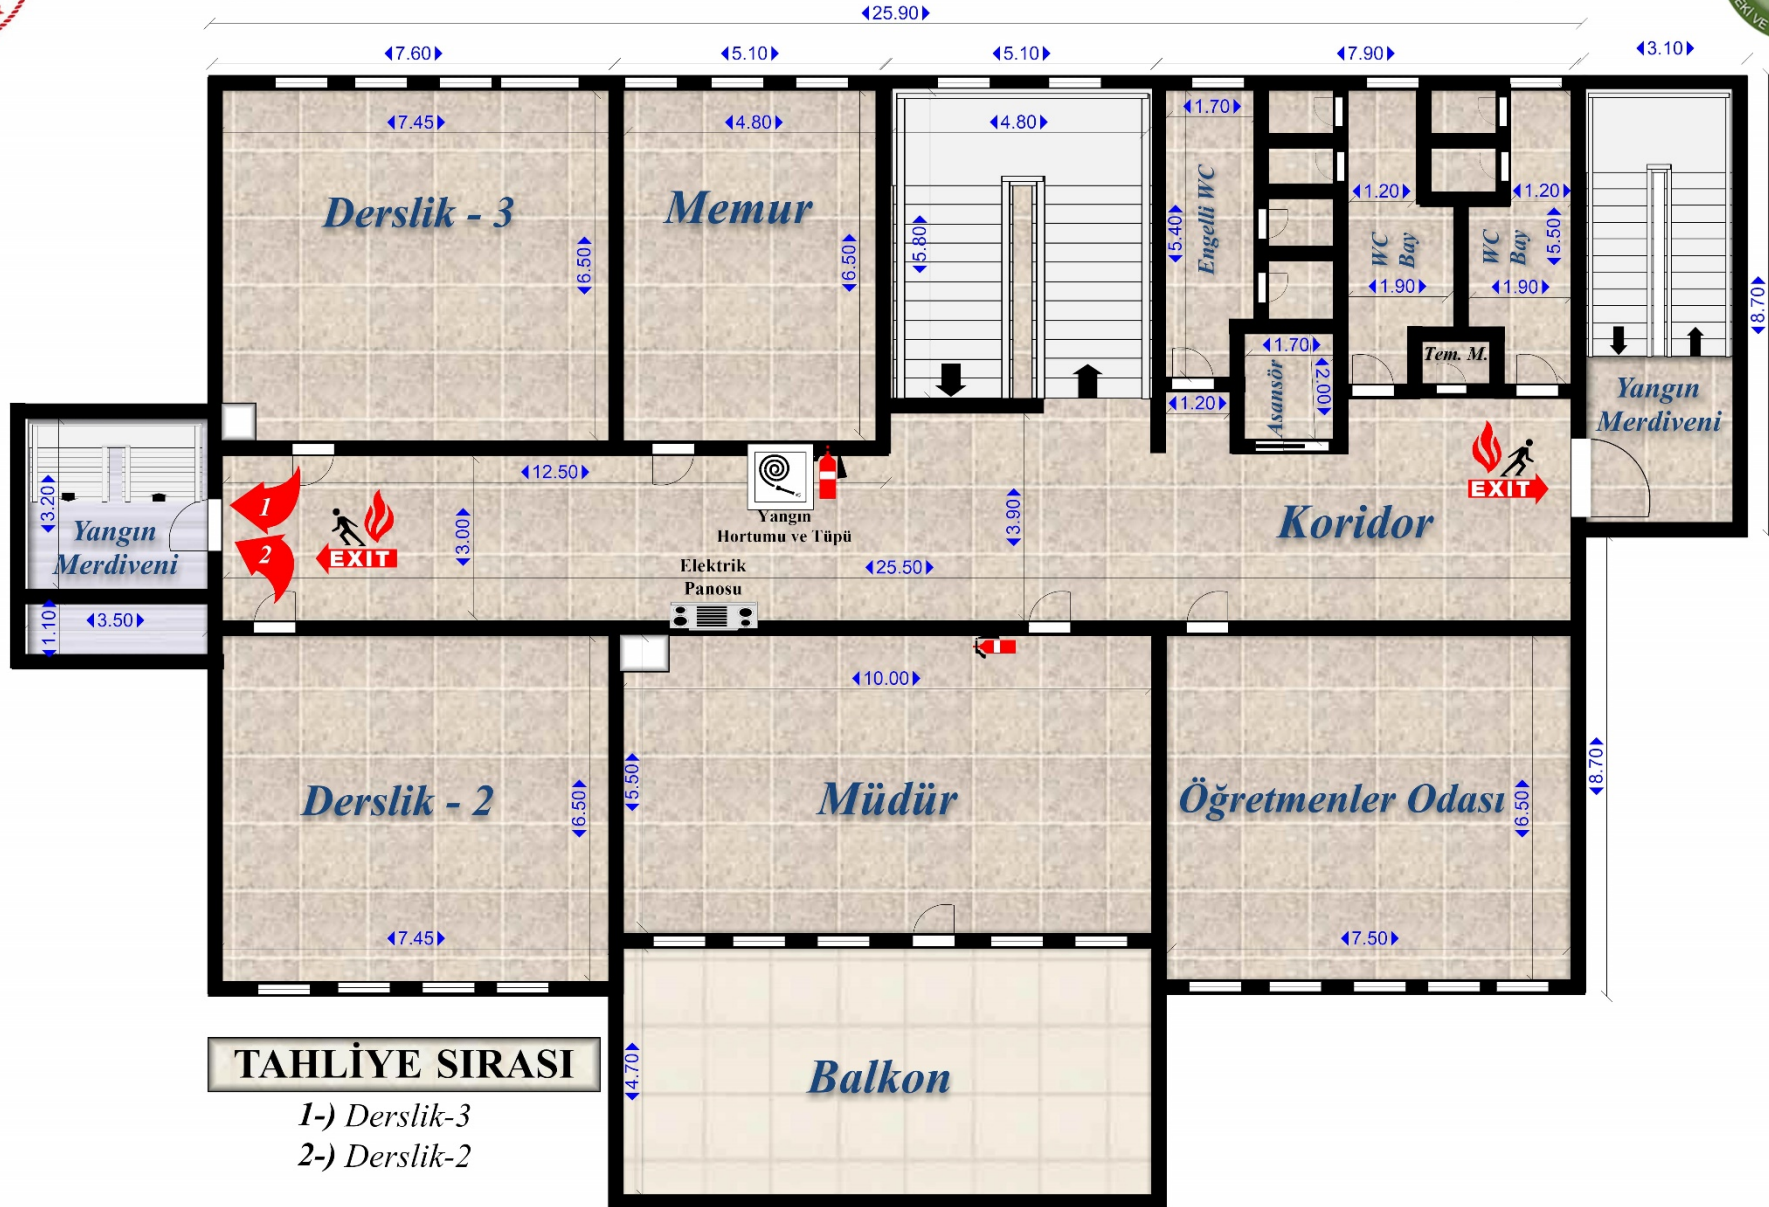 25.90
7.60
5.10
5.10
7.90
3.10
7.45
4.80
4.80
1.70
1.20
1.20
Derslik - 3
Memur
6.50
6.50
5.80
5.40
Engelli WC
WC
Bay
WC
Bay
5.50
1.90
1.90
8.70
1.70
Asansör
2.00
Tem. M.
1.20
Yangın
Merdiveni
3.20
Yangın
Merdiveni
1
2
EXIT
12.50
3.00
Yangın
Hortumu ve Tüpü
Elektrik
Panosu
3.90
25.50
Koridor
EXIT
1.10
3.50
10.00
Derslik - 2
6.50
7.45
5.50
Müdür
Öğretmenler Odası
6.50
7.50
8.70
4.70
Balkon
TAHLİYE SIRASI
1-) Derslik-3
2-) Derslik-2